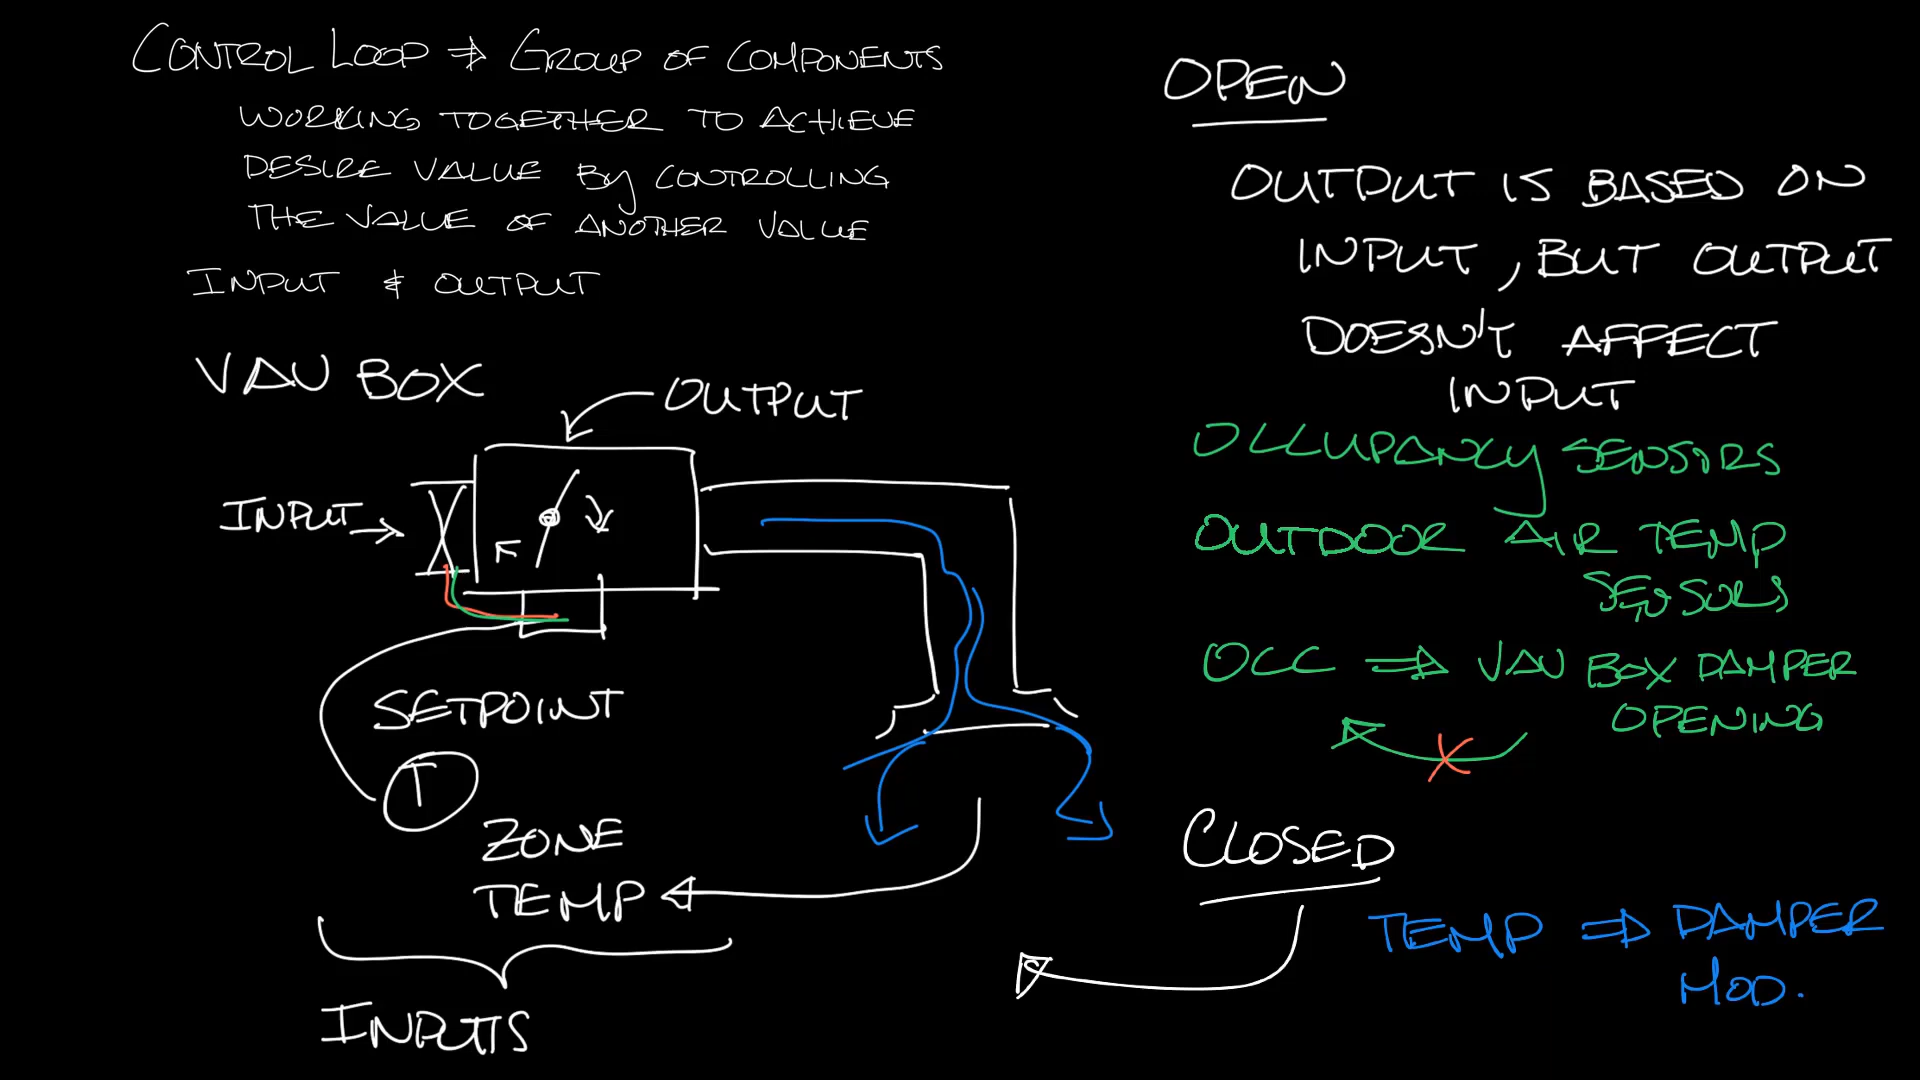 CONTROL LOOP ⇒ GROUP OF COMPONENTS
WORKING TOGETHER TO ACHIEVE
DESIRE VALUE By CONTROLLING
THE VALUE OF ANOTHER VALUE
INPUT & OUTPUT
VAV BOX
OUTPUT
INPUT
SETPOINT
T
ZONE
TEMP
INPUTS
OPEN
OUTPUT IS BASED ON
INPUT, BUT OUTPUT
DOESN'T AFFECT
INPUT
OCCUPANCY SENSORS
OUTDOOR AIR TEMP
SENSORS
OCC ⇒ VAV BOX DAMPER
OPENING
CLOSED
TEMP ⇒ DAMPER
MOD.